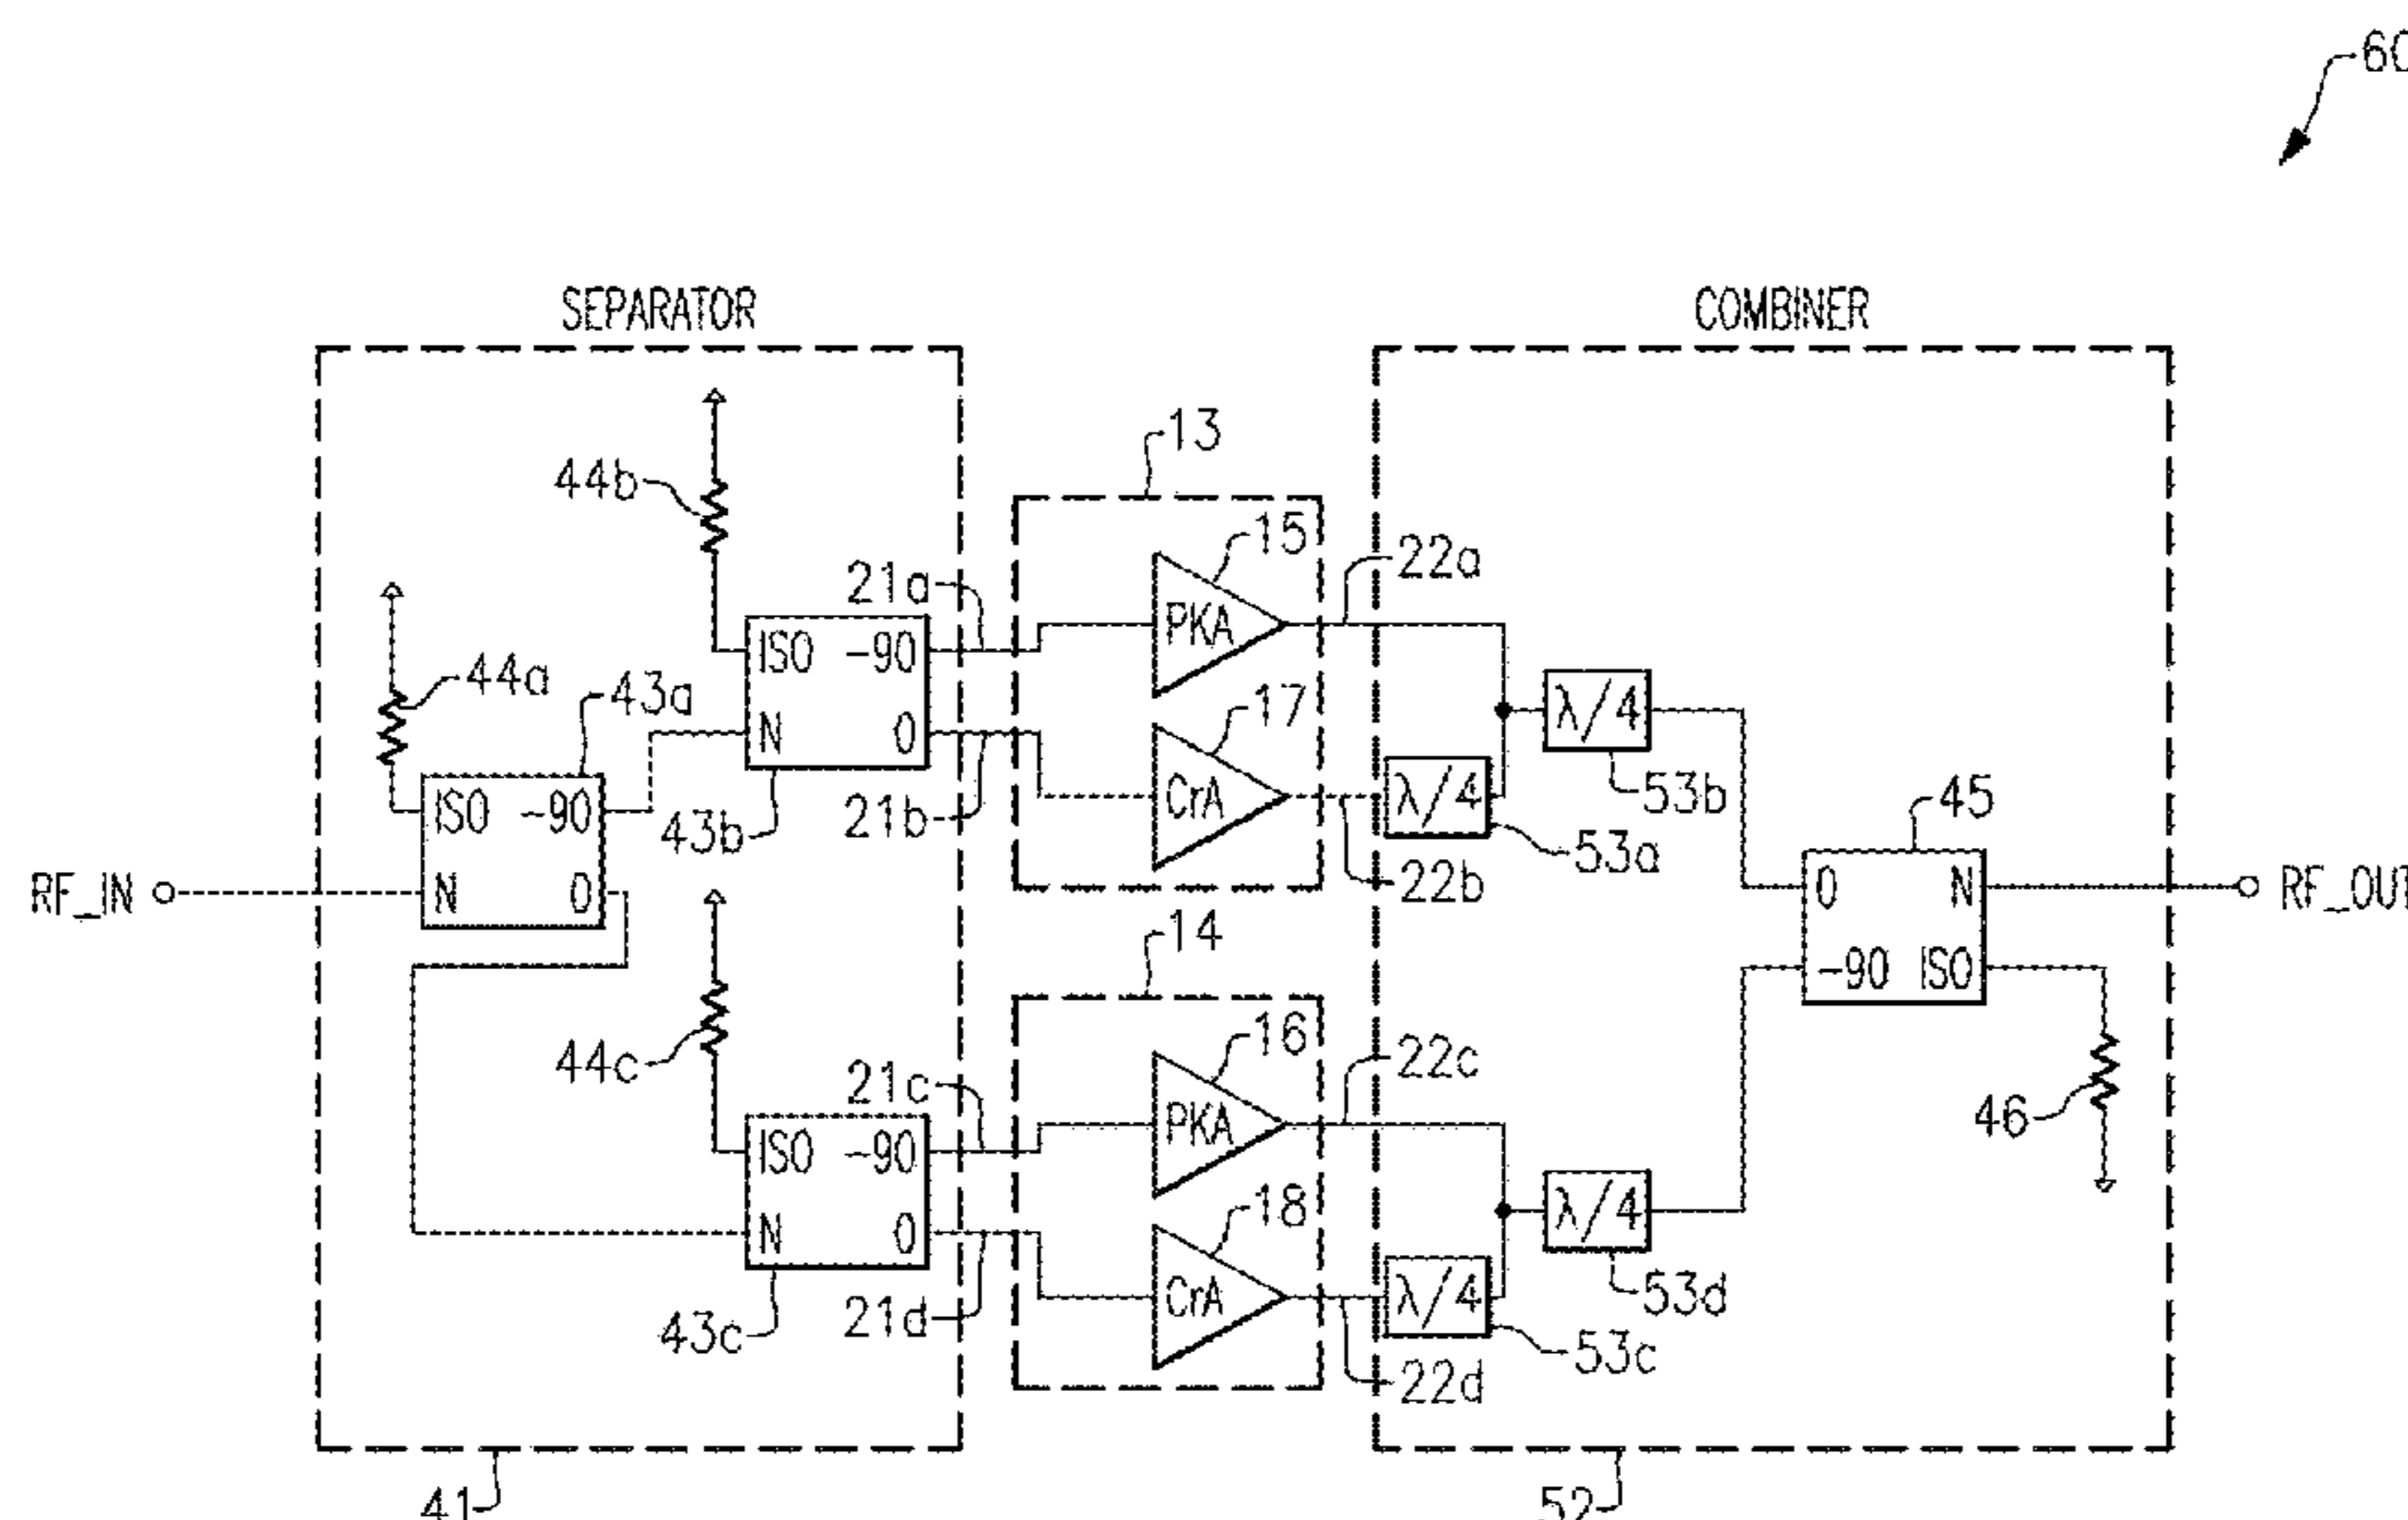 60
SEPARATOR
COMBINER
13
44b
15
22a
21a
PKA
ISO -90
λ/4
44a
43a
17
N 0
53b
45
CrA
λ/4
ISO -90
43b
21b
53a
22b
0 N
RF_IN
N 0
RF_OUT
14
-90 ISO
16
22c
44c
21c
PKA
46
ISO -90
18
λ/4
N 0
CrA
λ/4
53d
43c
21d
53c
22d
41
52